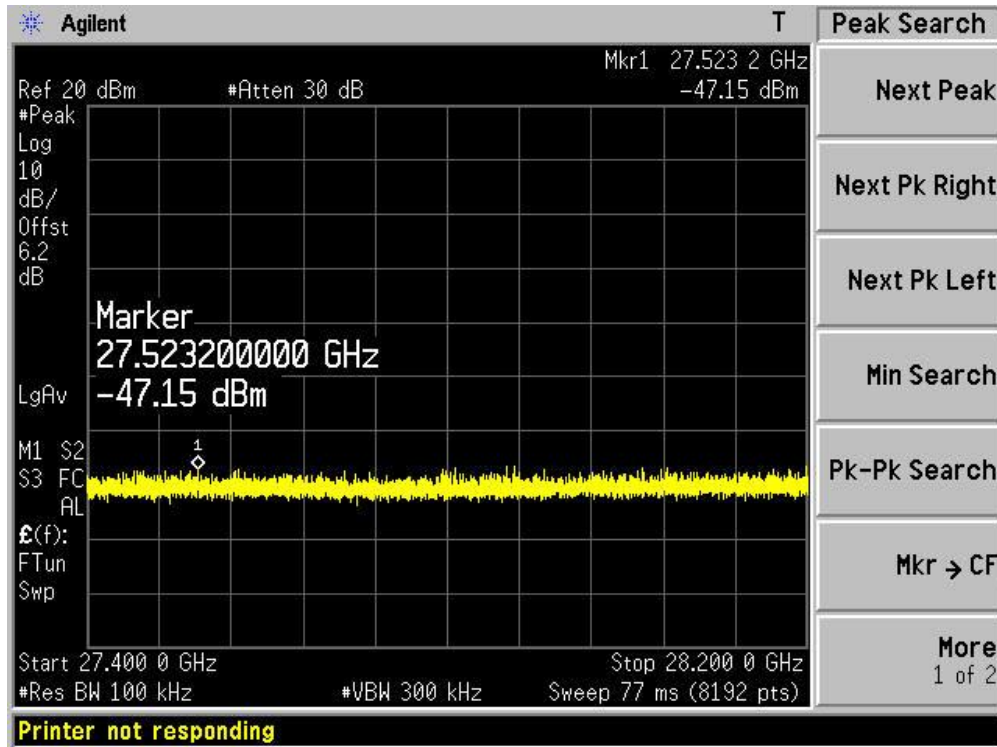 Agilent T Peak Search
Mkr1 27.523 2 GHz
Ref 20 dBm #Atten 30 dB -47.15 dBm
#Peak
Log
10
dB/
Offst
6.2
dB
Marker
27.523200000 GHz
-47.15 dBm
LgAv
1
M1 S2
S3 FC
AL
£(f):
FTun
Swp
Start 27.400 0 GHz Stop 28.200 0 GHz
#Res BW 100 kHz #VBW 300 kHz Sweep 77 ms (8192 pts)
Printer not responding
Next Peak
Next Pk Right
Next Pk Left
Min Search
Pk-Pk Search
Mkr → CF
More
1 of 2